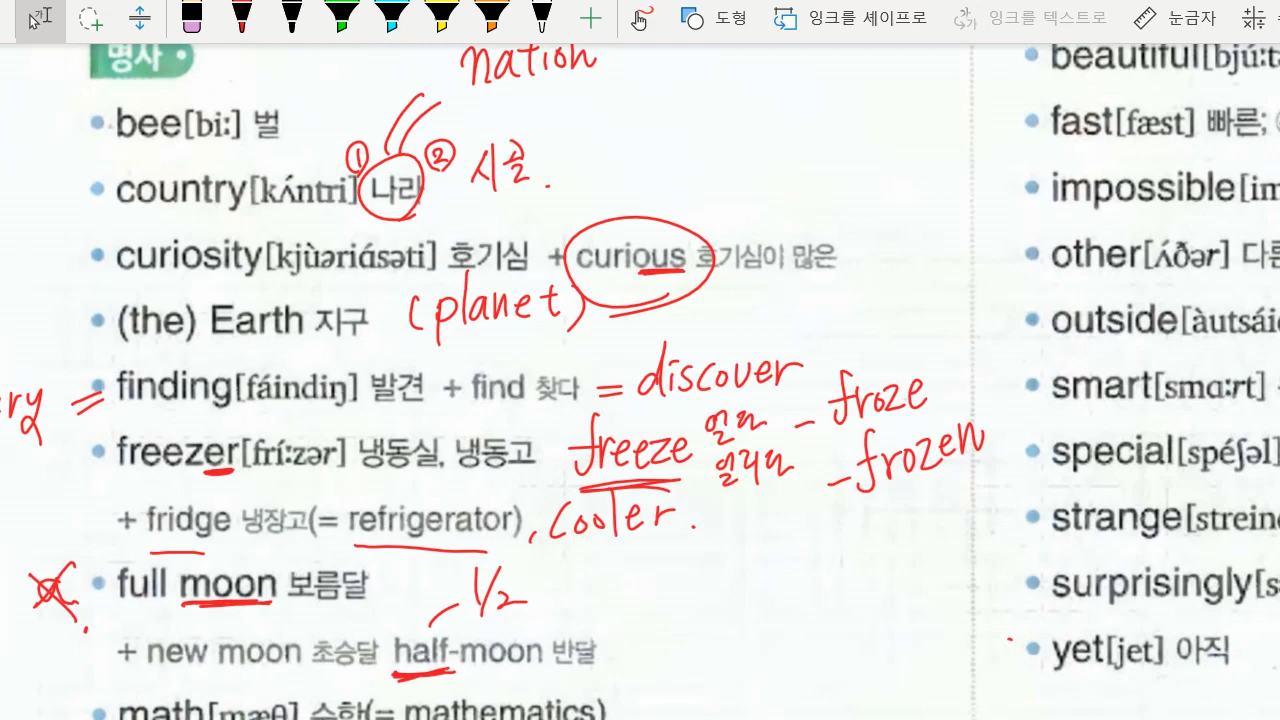 도형 잉크를 셰이프로 잉크를 텍스트로 눈금자
명사
nation
bee[biː] 벌
① ② 시골.
country[kʌ́ntri] 나라
curiosity[kjùəriɑ́səti] 호기심 + curious 호기심이 많은
(the) Earth 지구 (planet)
finding[fáindiŋ] 발견 + find 찾다 = discover
ry =
freezer[fríːzər] 냉동실, 냉동고 freeze 얼다 - froze
얼리다 - frozen
+ fridge 냉장고(= refrigerator), cooler.
full moon 보름달 1/2
+ new moon 초승달 half-moon 반달
math[mæθ] 수학(= mathematics)
beautiful[bjúːt
fast[fæst] 빠른;
impossible[im
other[ʌ́ðər] 다른
outside[àutsái
smart[smɑːrt]
special[spéʃəl]
strange[strein
surprisingly[s
yet[jet] 아직